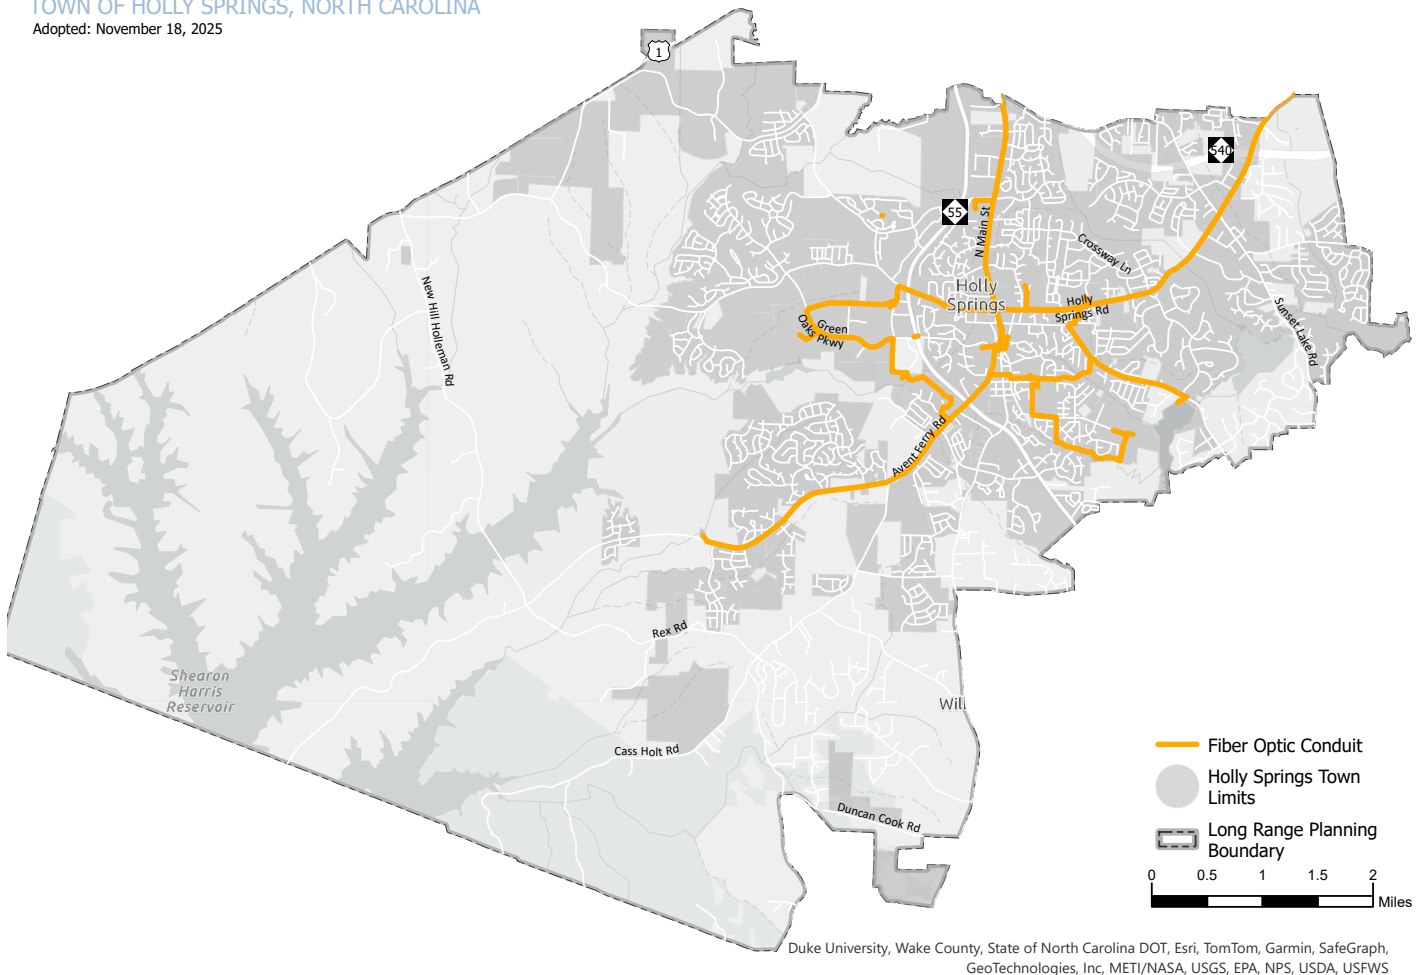 TOWN OF HOLLY SPRINGS, NORTH CAROLINA
Adopted: November 18, 2025
1
540
55
N Main St
Crossway Ln
New Hill Holleman Rd
Holly
Springs
Holly
Springs Rd
Sunset Lake Rd
Green
Oaks Pkwy
Avent Ferry Rd
Rex Rd
Shearon
Harris
Reservoir
Will
Cass Holt Rd
Duncan Cook Rd
Fiber Optic Conduit
Holly Springs Town
Limits
Long Range Planning
Boundary
0 0.5 1 1.5 2
Miles
Duke University, Wake County, State of North Carolina DOT, Esri, TomTom, Garmin, SafeGraph,
GeoTechnologies, Inc, METI/NASA, USGS, EPA, NPS, USDA, USFWS